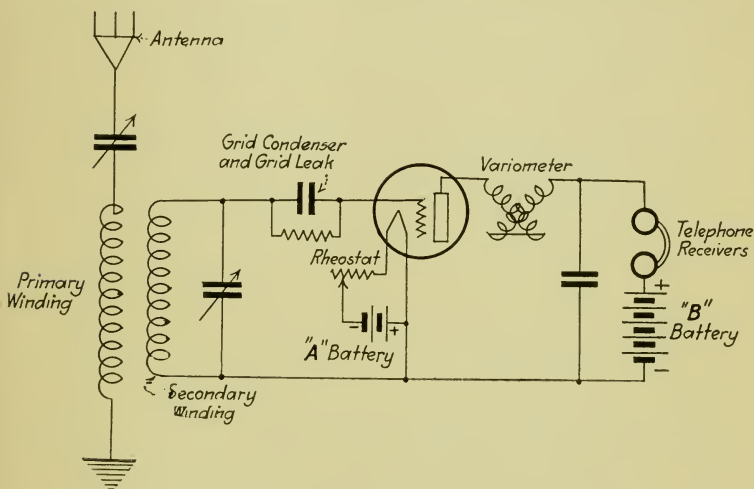 Antenna
Grid Condenser
and Grid Leak
Variometer
Telephone
Receivers
Primary
Winding
Rheostat
+
"B"
Battery
- +
"A" Battery
-
Secondary
Winding